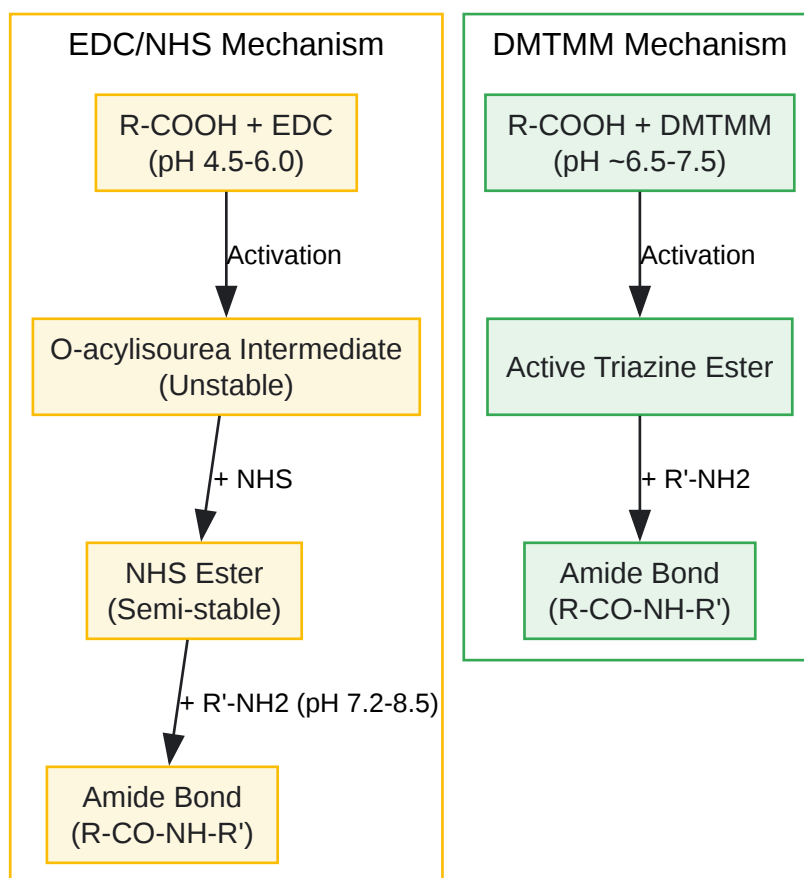 EDC/NHS Mechanism
R-COOH + EDC
(pH 4.5-6.0)
Activation
O-acylisourea Intermediate
(Unstable)
+ NHS
NHS Ester
(Semi-stable)
+ R'-NH2 (pH 7.2-8.5)
Amide Bond
(R-CO-NH-R')
DMTMM Mechanism
R-COOH + DMTMM
(pH ~6.5-7.5)
Activation
Active Triazine Ester
+ R'-NH2
Amide Bond
(R-CO-NH-R')